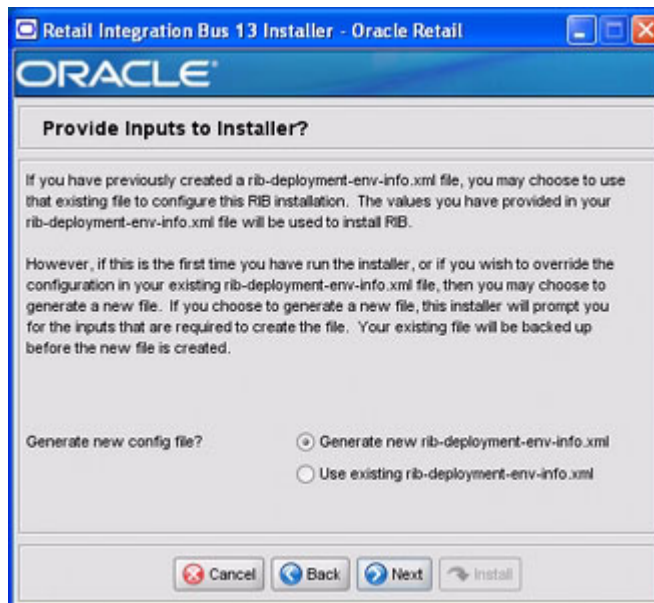 Retail Integration Bus 13 Installer - Oracle Retail
ORACLE®
Provide Inputs to Installer?
If you have previously created a rib-deployment-env-info.xml file, you may choose to use
that existing file to configure this RIB installation. The values you have provided in your
rib-deployment-env-info.xml file will be used to install RIB.
However, if this is the first time you have run the installer, or if you wish to override the
configuration in your existing rib-deployment-env-info.xml file, then you may choose to
generate a new file. If you choose to generate a new file, this installer will prompt you
for the inputs that are required to create the file. Your existing file will be backed up
before the new file is created.
Generate new config file?
Generate new rib-deployment-env-info.xml
Use existing rib-deployment-env-info.xml
Cancel Back Next Install